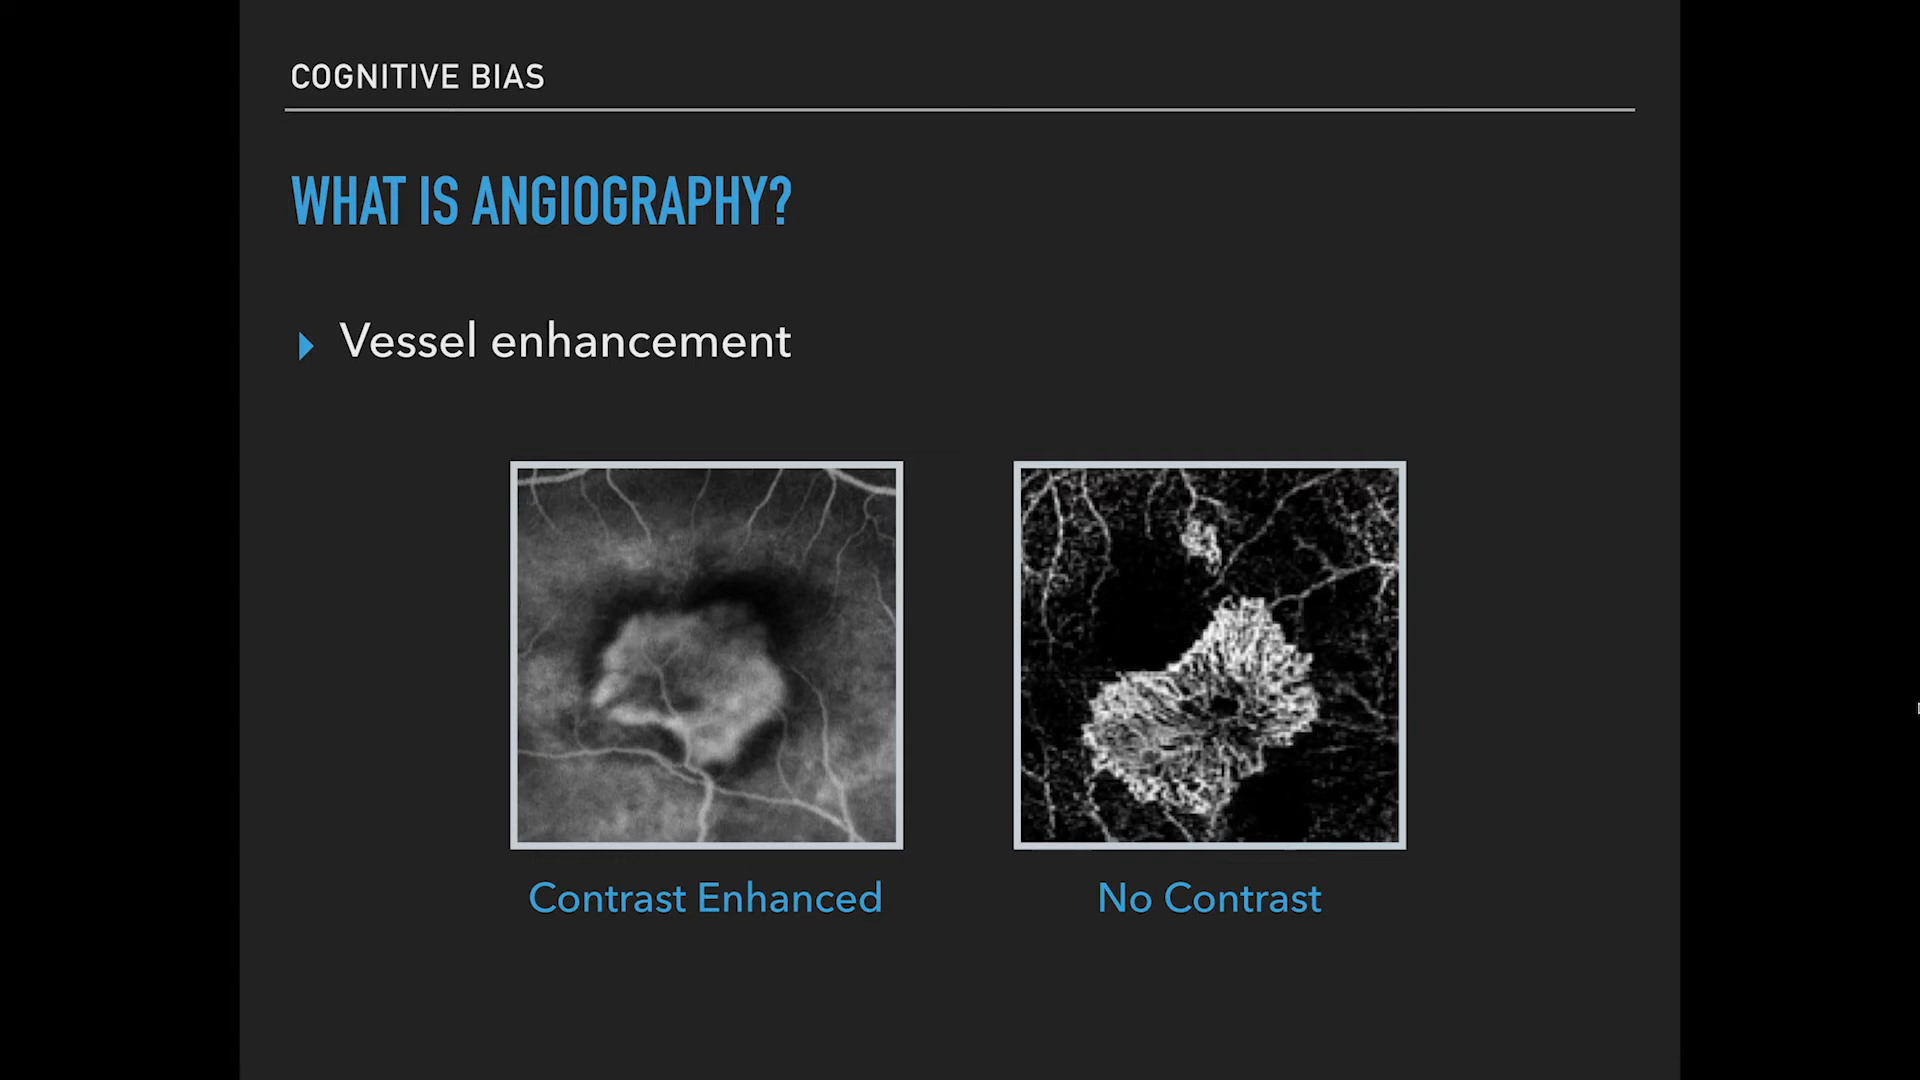 COGNITIVE BIAS
WHAT IS ANGIOGRAPHY?
Vessel enhancement
Contrast Enhanced
No Contrast